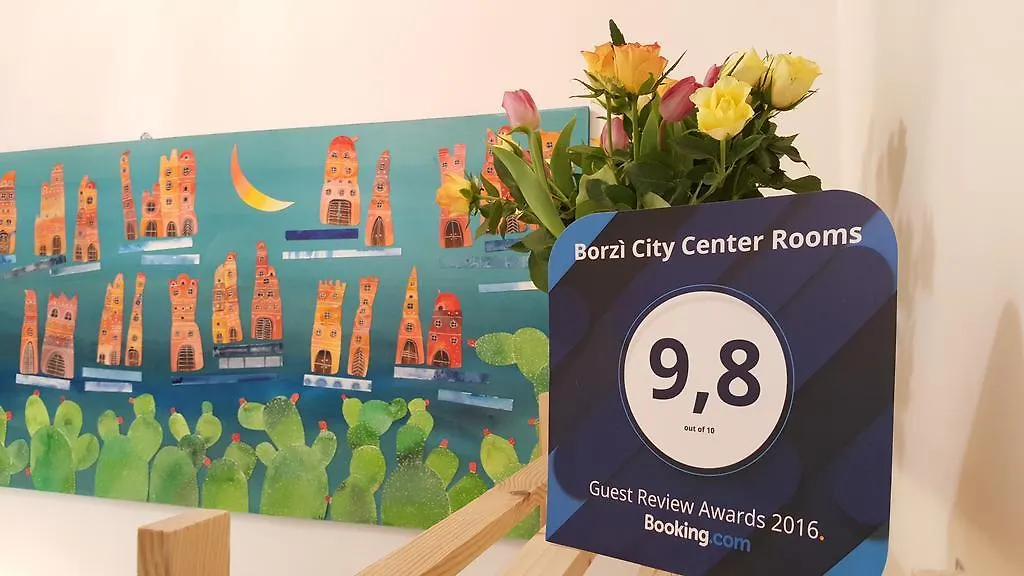 Borzì City Center Rooms
9,8
out of 10
Guest Review Awards 2016.
Booking.com